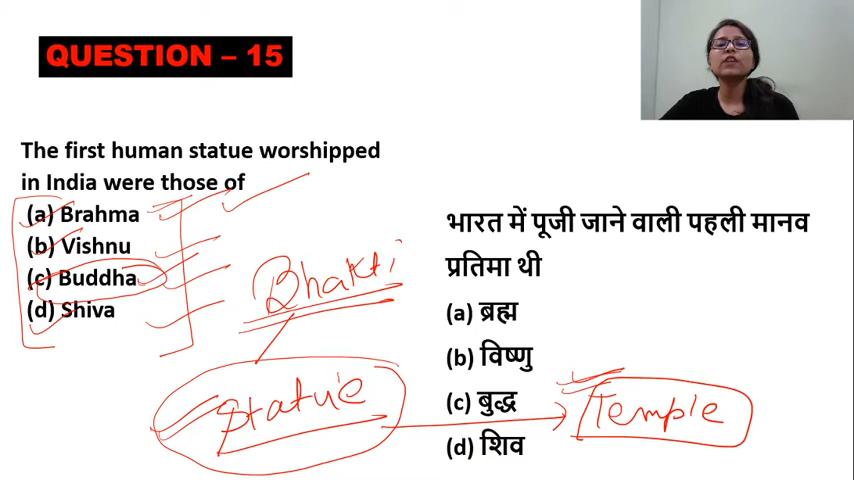 QUESTION – 15
The first human statue worshipped
in India were those of
(a) Brahma
(b) Vishnu
(c) Buddha
(d) Shiva
Bhakti
Statue
भारत में पूजी जाने वाली पहली मानव
प्रतिमा थी
(a) ब्रह्म
(b) विष्णु
(c) बुद्ध
(d) शिव
Temple